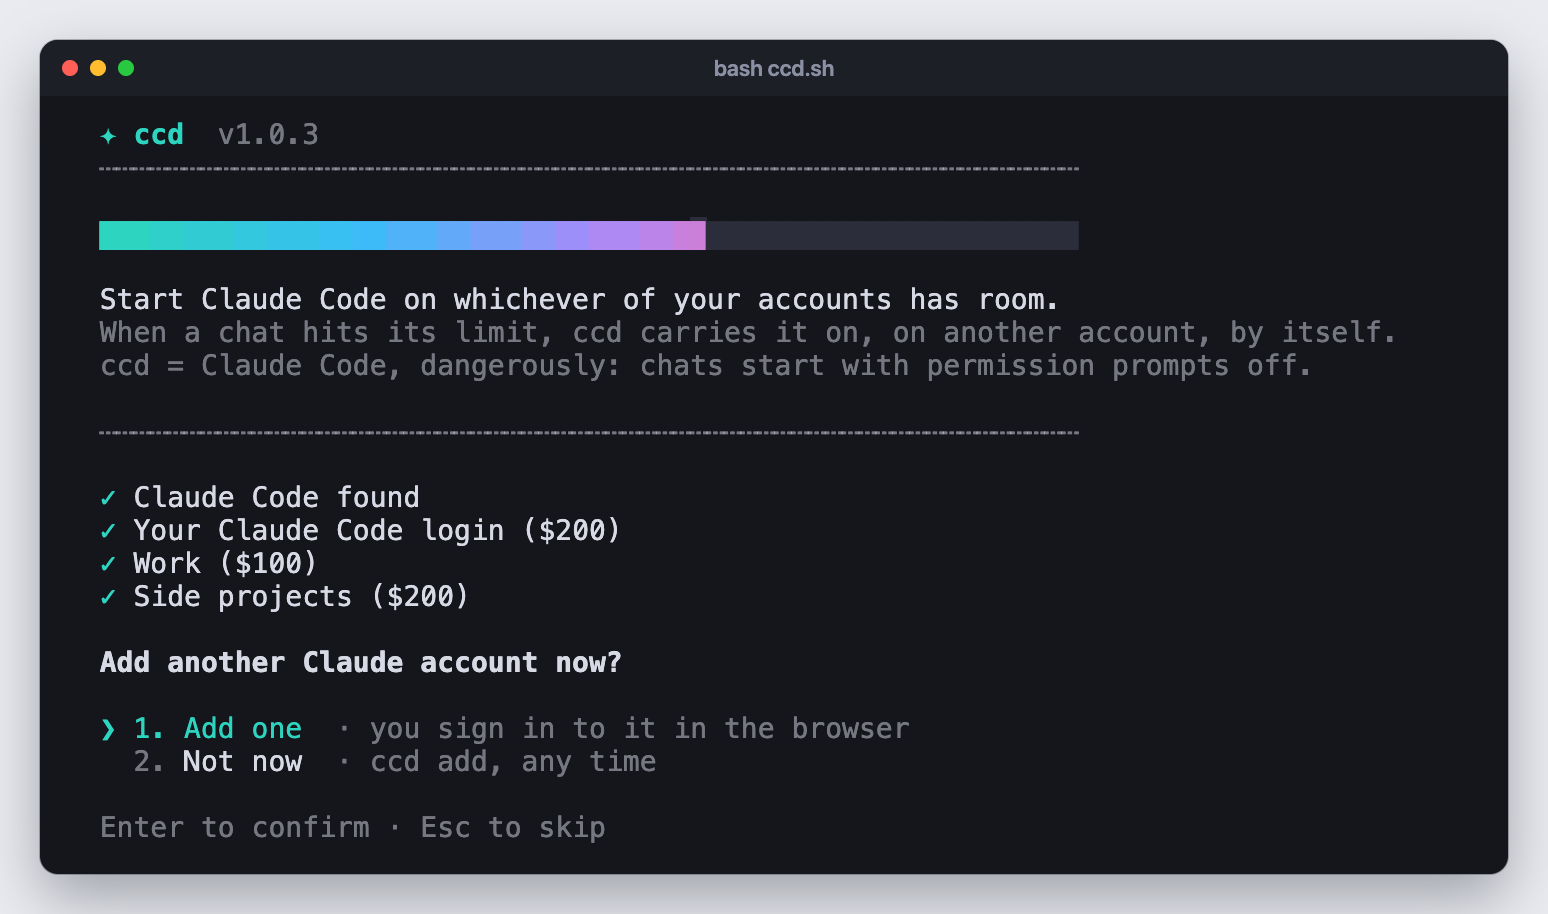 bash ccd.sh
✦ ccd v1.0.3
Start Claude Code on whichever of your accounts has room.
When a chat hits its limit, ccd carries it on, on another account, by itself.
ccd = Claude Code, dangerously: chats start with permission prompts off.
✓ Claude Code found
✓ Your Claude Code login ($200)
✓ Work ($100)
✓ Side projects ($200)
Add another Claude account now?
❯ 1. Add one · you sign in to it in the browser
2. Not now · ccd add, any time
Enter to confirm · Esc to skip